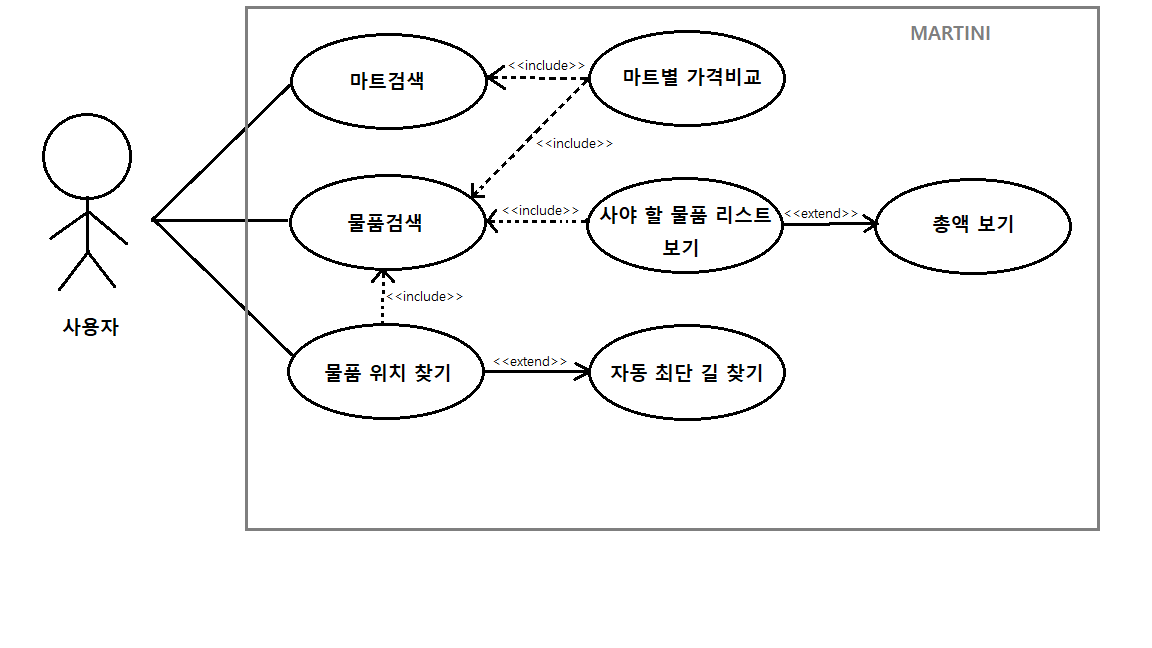 MARTINI
마트검색
<<include>>
마트별 가격비교
<<include>>
물품검색
<<include>>
사야 할 물품 리스트
보기
<<extend>>
총액 보기
<<include>>
사용자
물품 위치 찾기
<<extend>>
자동 최단 길 찾기